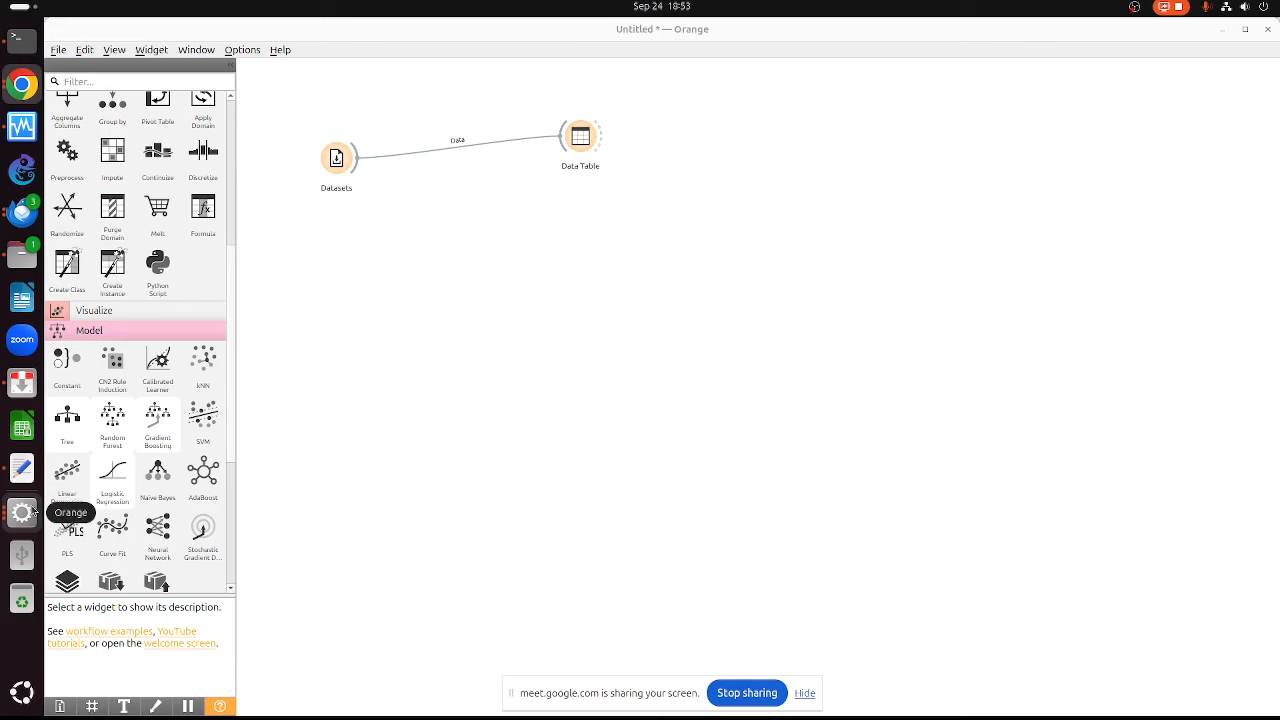 Sep 24 18:53
Untitled * — Orange
File Edit View Widget Window Options Help
Filter...
Aggregate Columns
Group by
Pivot Table
Apply Domain
Preprocess
Impute
Continuize
Discretize
Randomize
Purge Domain
Melt
Formula
Create Class
Create Instance
Python Script
Visualize
Model
Constant
CN2 Rule Induction
Calibrated Learner
kNN
Tree
Random Forest
Gradient Boosting
SVM
Linear
Logistic Regression
Naive Bayes
AdaBoost
Orange
PLS
PLS
Curve Fit
Neural Network
Stochastic Gradient D...
Select a widget to show its description.
See workflow examples, YouTube
tutorials, or open the welcome screen.
Data
Datasets
Data Table
zoom
3
1
T
?
meet.google.com is sharing your screen.
Stop sharing
Hide